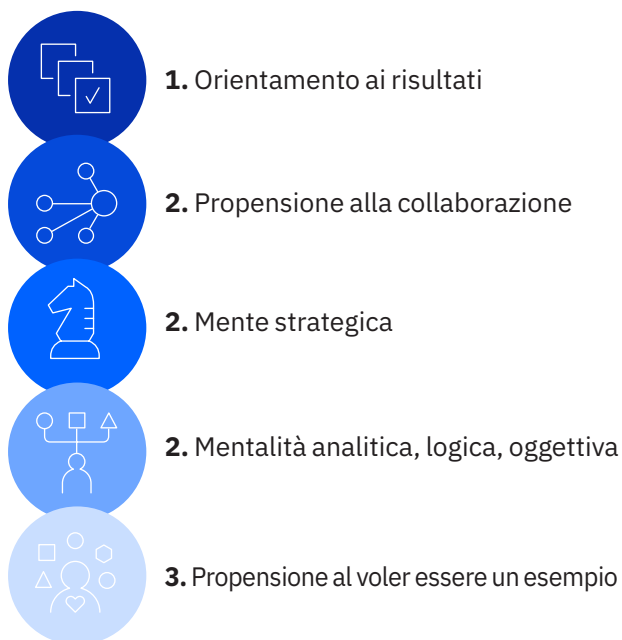 1. Orientamento ai risultati
2. Propensione alla collaborazione
2. Mente strategica
2. Mentalità analitica, logica, oggettiva
3. Propensione al voler essere un esempio